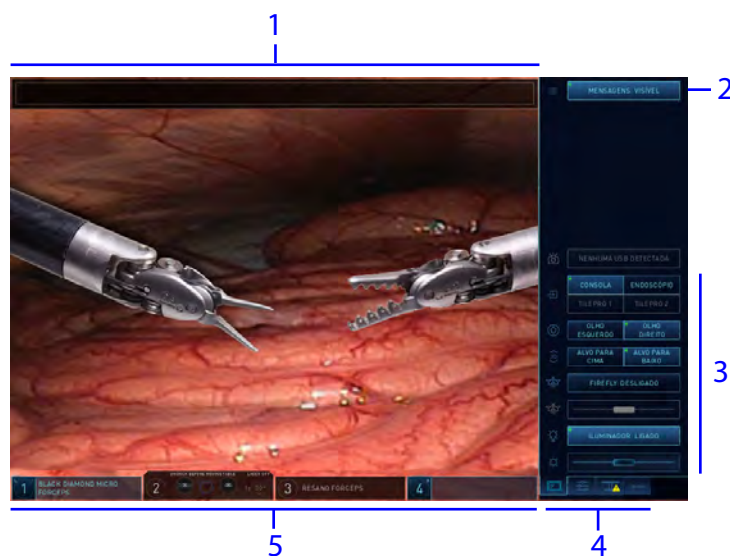 1
MENSAGENS: VISÍVEL
2
NENHUMA USB DETECTADA
CONSOLA
ENDOSCÓPIO
TILEPRO 1
TILEPRO 2
OLHO
ESQUERDO
OLHO
DIREITO
3
ALVO PARA
CIMA
ALVO PARA
BAIXO
FIREFLY DESLIGADO
ILUMINADOR LIGADO
1
BLACK DIAMOND MICRO
FORCEPS
2
3
RESANO FORCEPS
4
5
4